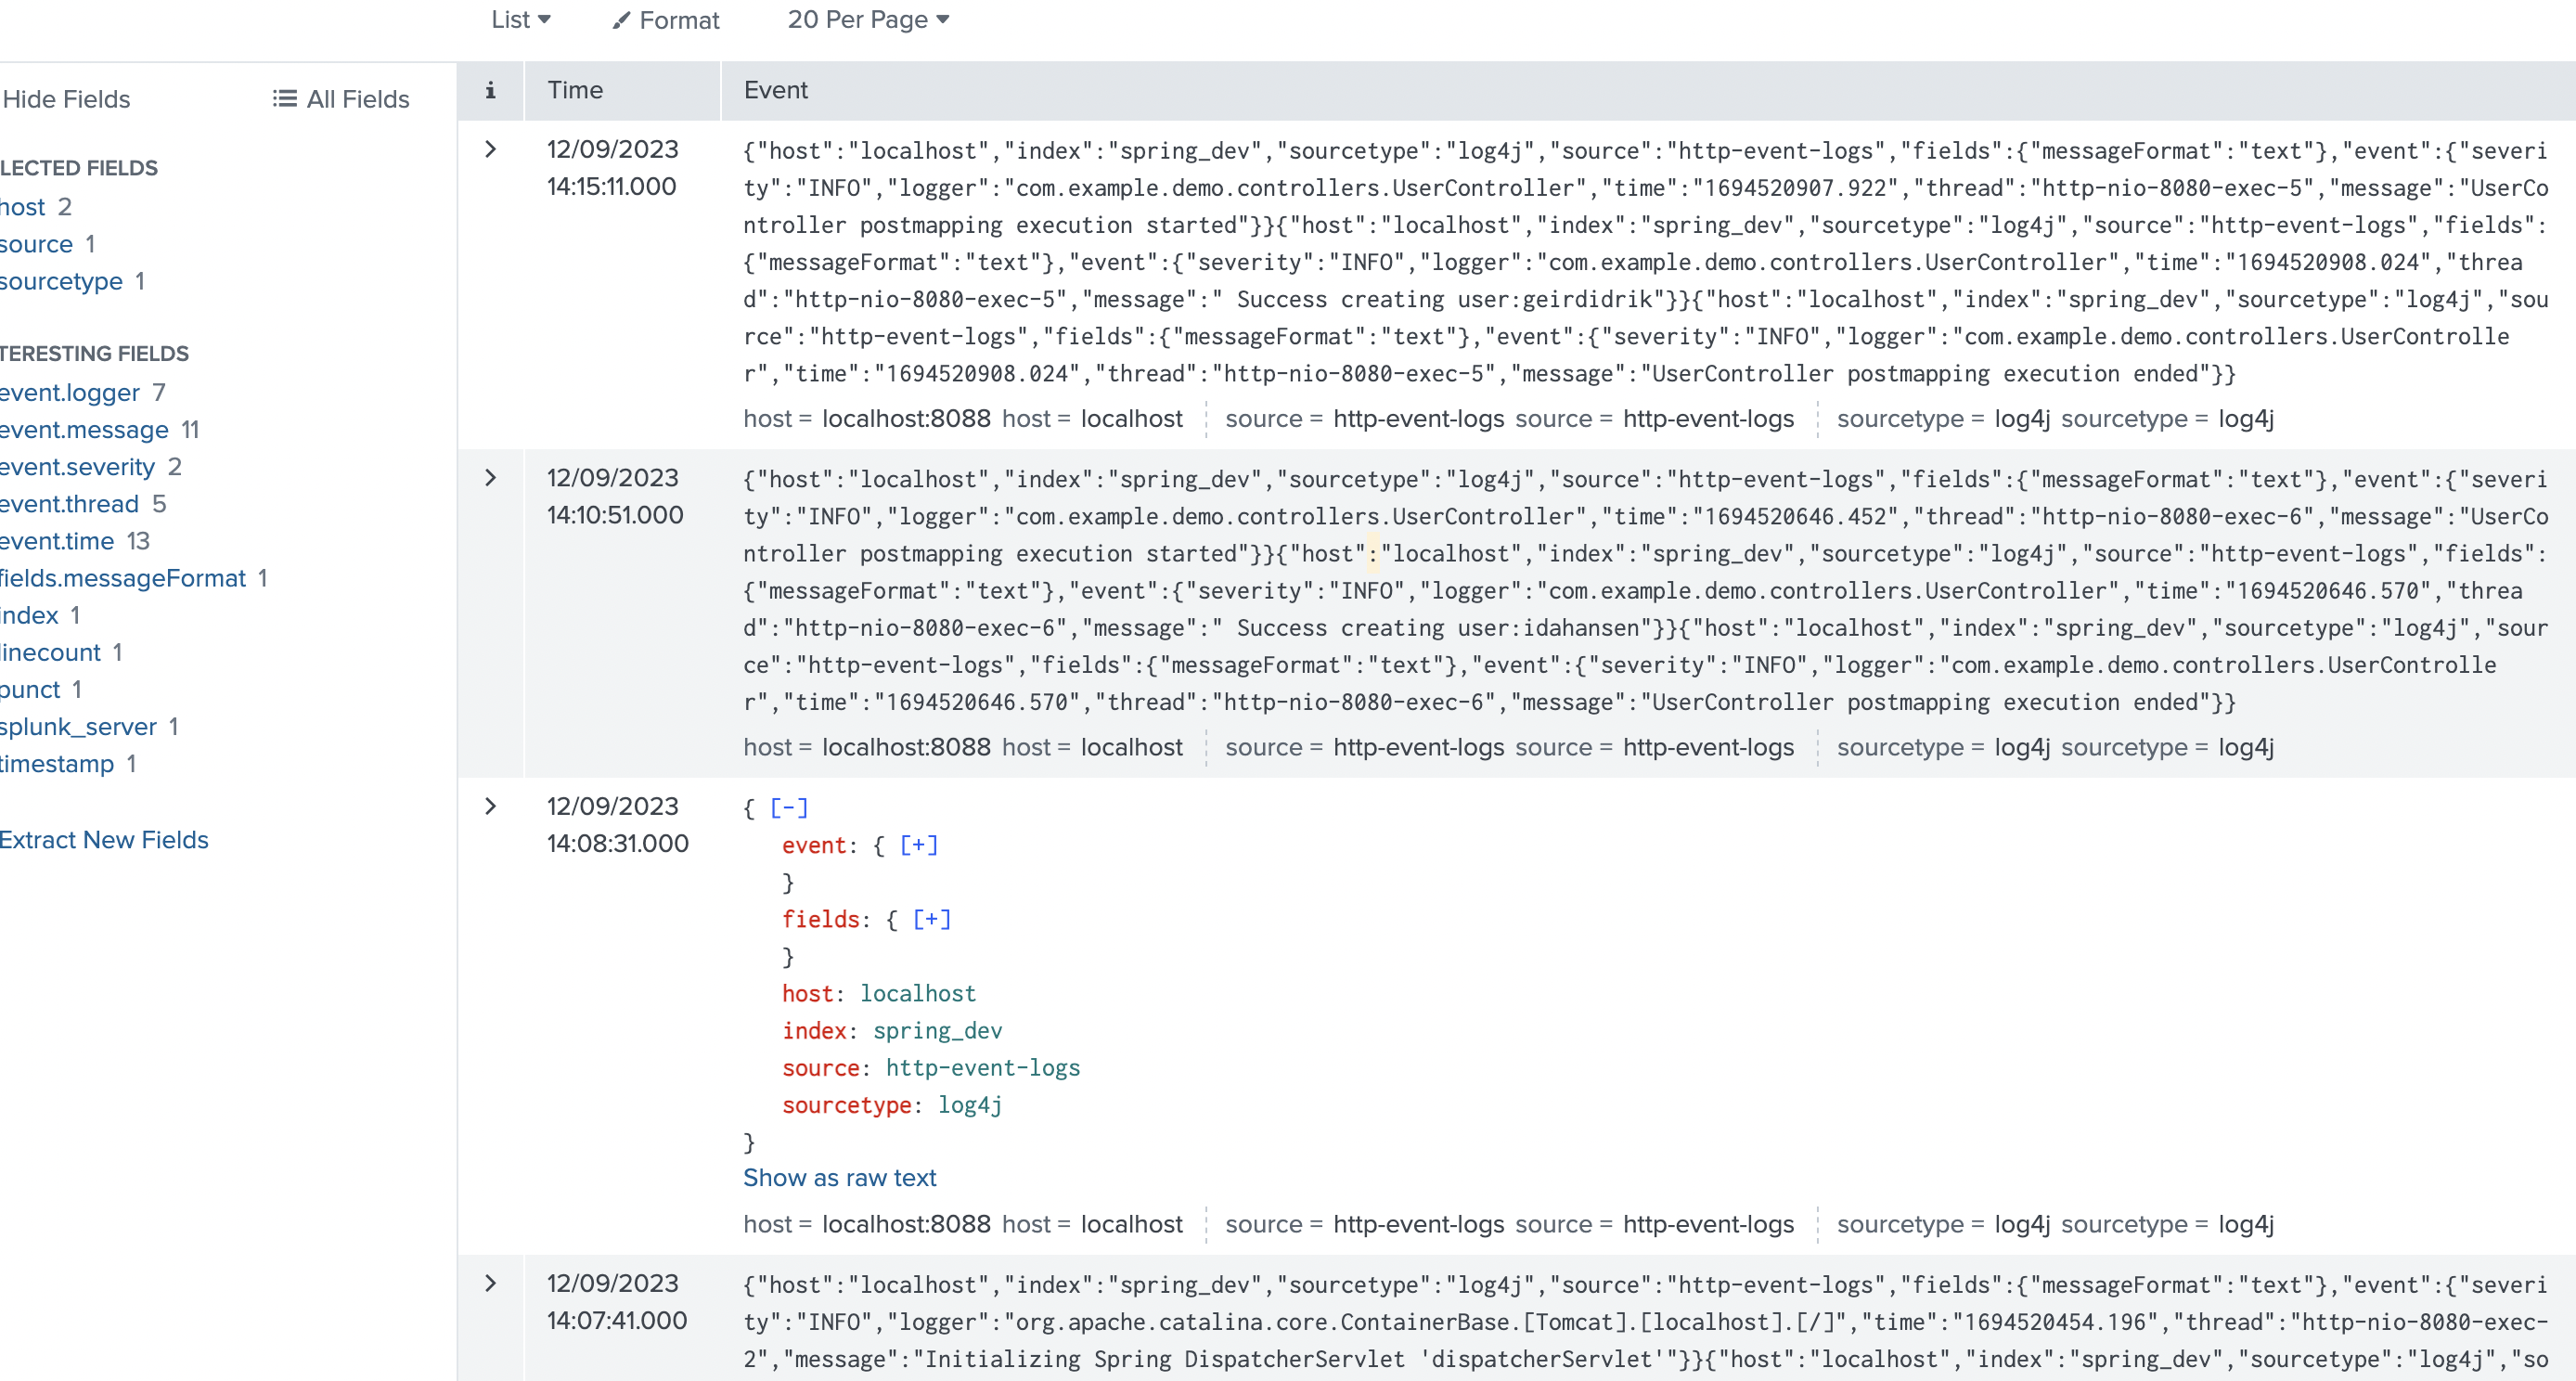 List Format 20 Per Page
Hide Fields All Fields
i Time Event
LECTED FIELDS
host 2
source 1
sourcetype 1
TERESTING FIELDS
event.logger 7
event.message 11
event.severity 2
event.thread 5
event.time 13
fields.messageFormat 1
index 1
linecount 1
punct 1
splunk_server 1
timestamp 1
Extract New Fields
12/09/2023
14:15:11.000
{"host":"localhost","index":"spring_dev","sourcetype":"log4j","source":"http-event-logs","fields":{"messageFormat":"text"},"event":{"severi
ty":"INFO","logger":"com.example.demo.controllers.UserController","time":"1694520907.922","thread":"http-nio-8080-exec-5","message":"UserCo
ntroller postmapping execution started"}}{"host":"localhost","index":"spring_dev","sourcetype":"log4j","source":"http-event-logs","fields":
{"messageFormat":"text"},"event":{"severity":"INFO","logger":"com.example.demo.controllers.UserController","time":"1694520908.024","threa
d":"http-nio-8080-exec-5","message":" Success creating user:geirdidrik"}}{"host":"localhost","index":"spring_dev","sourcetype":"log4j","sou
rce":"http-event-logs","fields":{"messageFormat":"text"},"event":{"severity":"INFO","logger":"com.example.demo.controllers.UserControlle
r","time":"1694520908.024","thread":"http-nio-8080-exec-5","message":"UserController postmapping execution ended"}}
host = localhost:8088 host = localhost source = http-event-logs source = http-event-logs sourcetype = log4j sourcetype = log4j
12/09/2023
14:10:51.000
{"host":"localhost","index":"spring_dev","sourcetype":"log4j","source":"http-event-logs","fields":{"messageFormat":"text"},"event":{"severi
ty":"INFO","logger":"com.example.demo.controllers.UserController","time":"1694520646.452","thread":"http-nio-8080-exec-6","message":"UserCo
ntroller postmapping execution started"}}{"host":"localhost","index":"spring_dev","sourcetype":"log4j","source":"http-event-logs","fields":
{"messageFormat":"text"},"event":{"severity":"INFO","logger":"com.example.demo.controllers.UserController","time":"1694520646.570","threa
d":"http-nio-8080-exec-6","message":" Success creating user:idahansen"}}{"host":"localhost","index":"spring_dev","sourcetype":"log4j","sour
ce":"http-event-logs","fields":{"messageFormat":"text"},"event":{"severity":"INFO","logger":"com.example.demo.controllers.UserControlle
r","time":"1694520646.570","thread":"http-nio-8080-exec-6","message":"UserController postmapping execution ended"}}
host = localhost:8088 host = localhost source = http-event-logs source = http-event-logs sourcetype = log4j sourcetype = log4j
12/09/2023
14:08:31.000
{ [-]
event: { [+]
}
fields: { [+]
}
host: localhost
index: spring_dev
source: http-event-logs
sourcetype: log4j
}
Show as raw text
host = localhost:8088 host = localhost source = http-event-logs source = http-event-logs sourcetype = log4j sourcetype = log4j
12/09/2023
14:07:41.000
{"host":"localhost","index":"spring_dev","sourcetype":"log4j","source":"http-event-logs","fields":{"messageFormat":"text"},"event":{"severi
ty":"INFO","logger":"org.apache.catalina.core.ContainerBase.[Tomcat].[localhost].[/]","time":"1694520454.196","thread":"http-nio-8080-exec-
2","message":"Initializing Spring DispatcherServlet 'dispatcherServlet'"}}{"host":"localhost","index":"spring_dev","sourcetype":"log4j","so